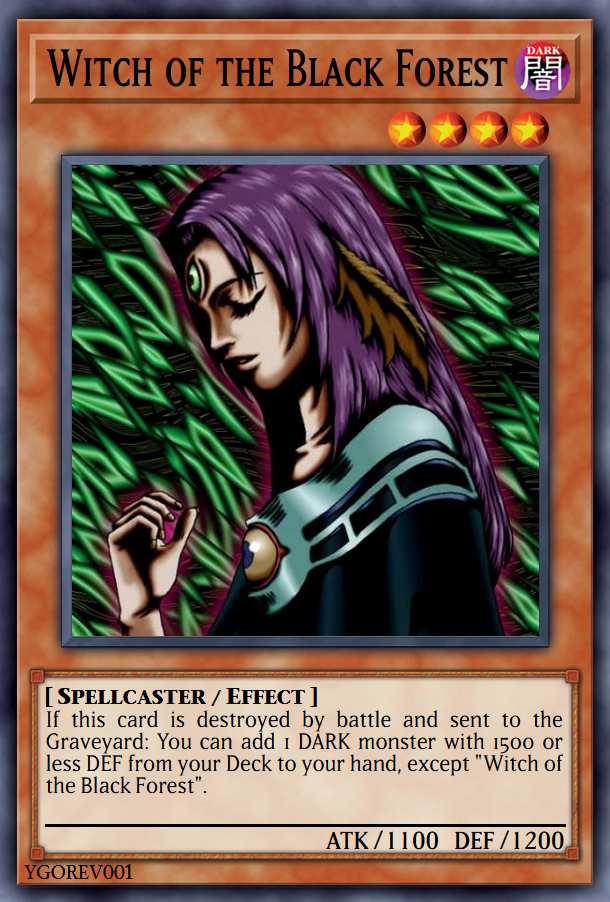 Witch of the Black Forest
DARK
闇
[ Spellcaster / Effect ]
If this card is destroyed by battle and sent to the
Graveyard: You can add 1 DARK monster with 1500 or
less DEF from your Deck to your hand, except "Witch of
the Black Forest".
ATK / 1100 DEF / 1200
YGOREV001